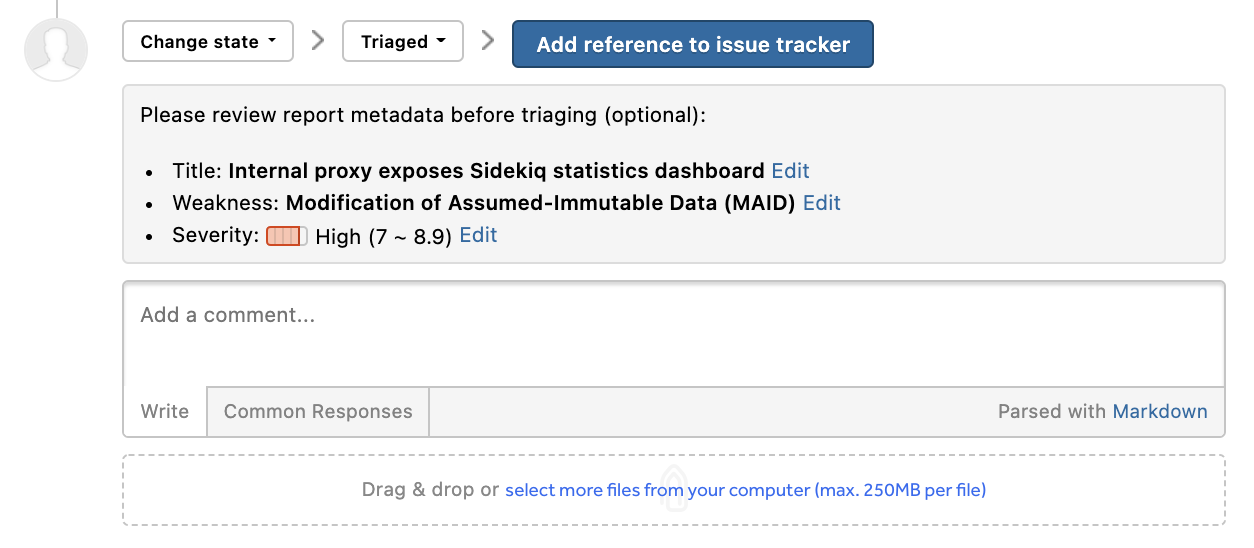 Change state Triaged Add reference to issue tracker
Please review report metadata before triaging (optional):
• Title: Internal proxy exposes Sidekiq statistics dashboard Edit
• Weakness: Modification of Assumed-Immutable Data (MAID) Edit
• Severity: High (7 ~ 8.9) Edit
Add a comment...
Write Common Responses Parsed with Markdown
Drag & drop or select more files from your computer (max. 250MB per file)